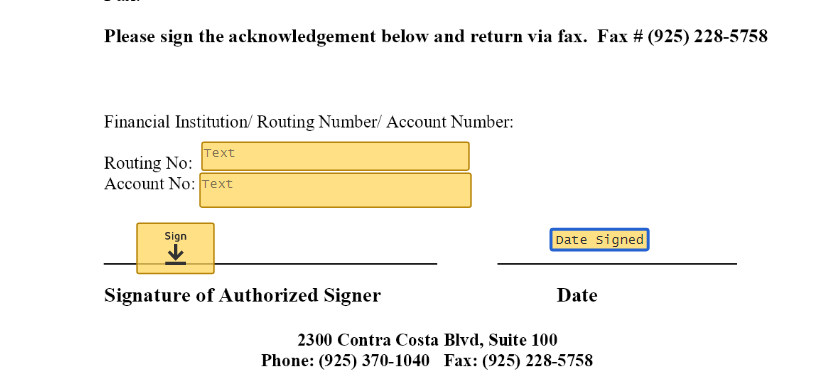 Please sign the acknowledgement below and return via fax.  Fax # (925) 228-5758
Financial Institution/ Routing Number/ Account Number:
Routing No: Text
Account No: Text
Sign
Date Signed
Signature of Authorized Signer Date
2300 Contra Costa Blvd, Suite 100
Phone: (925) 370-1040   Fax: (925) 228-5758